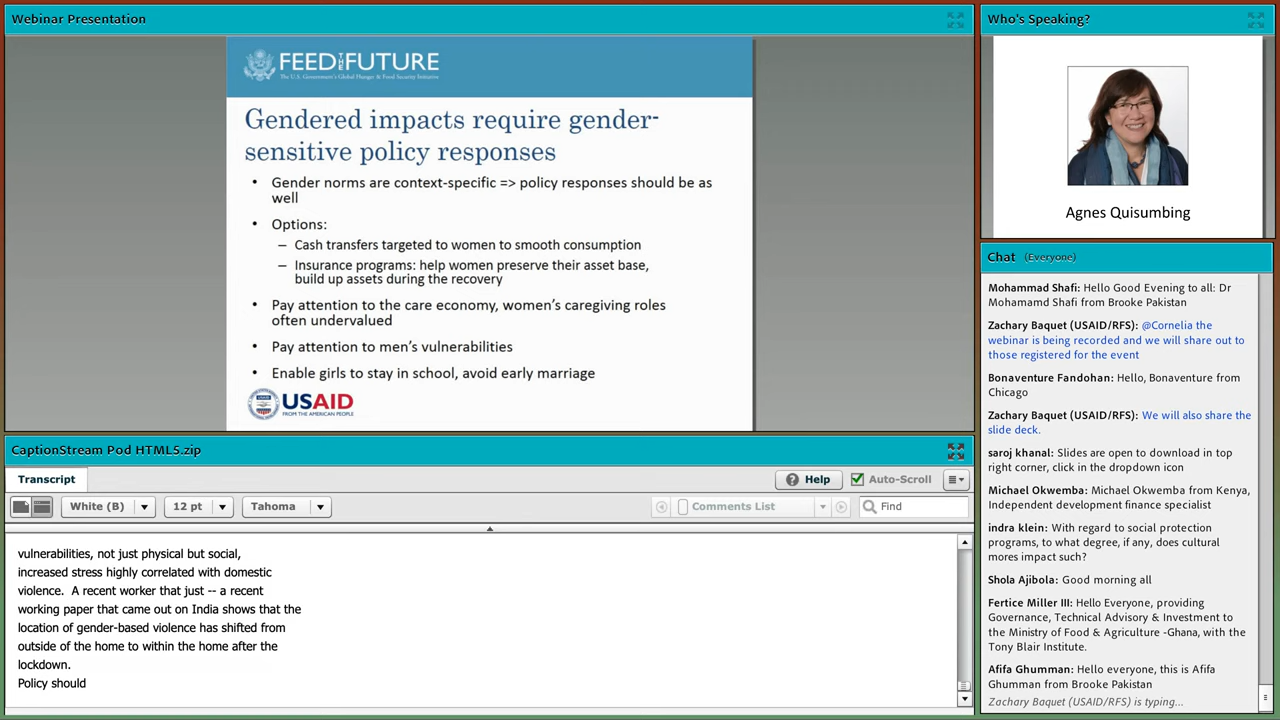 Webinar Presentation
FEED THE FUTURE
The U.S. Government's Global Hunger & Food Security Initiative
Gendered impacts require gender-
sensitive policy responses
• Gender norms are context-specific => policy responses should be as
well
• Options:
– Cash transfers targeted to women to smooth consumption
– Insurance programs: help women preserve their asset base,
build up assets during the recovery
• Pay attention to the care economy, women's caregiving roles
often undervalued
• Pay attention to men's vulnerabilities
• Enable girls to stay in school, avoid early marriage
USAID
FROM THE AMERICAN PEOPLE
Who's Speaking?
Agnes Quisumbing
Chat (Everyone)
Mohammad Shafi: Hello Good Evening to all: Dr
Mohamamd Shafi from Brooke Pakistan
Zachary Baquet (USAID/RFS): @Cornelia the
webinar is being recorded and we will share out to
those registered for the event
Bonaventure Fandohan: Hello, Bonaventure from
Chicago
Zachary Baquet (USAID/RFS): We will also share the
slide deck.
saroj khanal: Slides are open to download in top
right corner, click in the dropdown icon
Michael Okwemba: Michael Okwemba from Kenya,
Independent development finance specialist
indra klein: With regard to social protection
programs, to what degree, if any, does cultural
mores impact such?
Shola Ajibola: Good morning all
Fertice Miller III: Hello Everyone, providing
Governance, Technical Advisory & Investment to
the Ministry of Food & Agriculture -Ghana, with the
Tony Blair Institute.
Afifa Ghumman: Hello everyone, this is Afifa
Ghumman from Brooke Pakistan
Zachary Baquet (USAID/RFS) is typing...
CaptionStream Pod HTML5.zip
Transcript
Help
Auto-Scroll
White (B)
12 pt
Tahoma
Comments List
Find
vulnerabilities, not just physical but social,
increased stress highly correlated with domestic
violence. A recent worker that just -- a recent
working paper that came out on India shows that the
location of gender-based violence has shifted from
outside of the home to within the home after the
lockdown.
Policy should